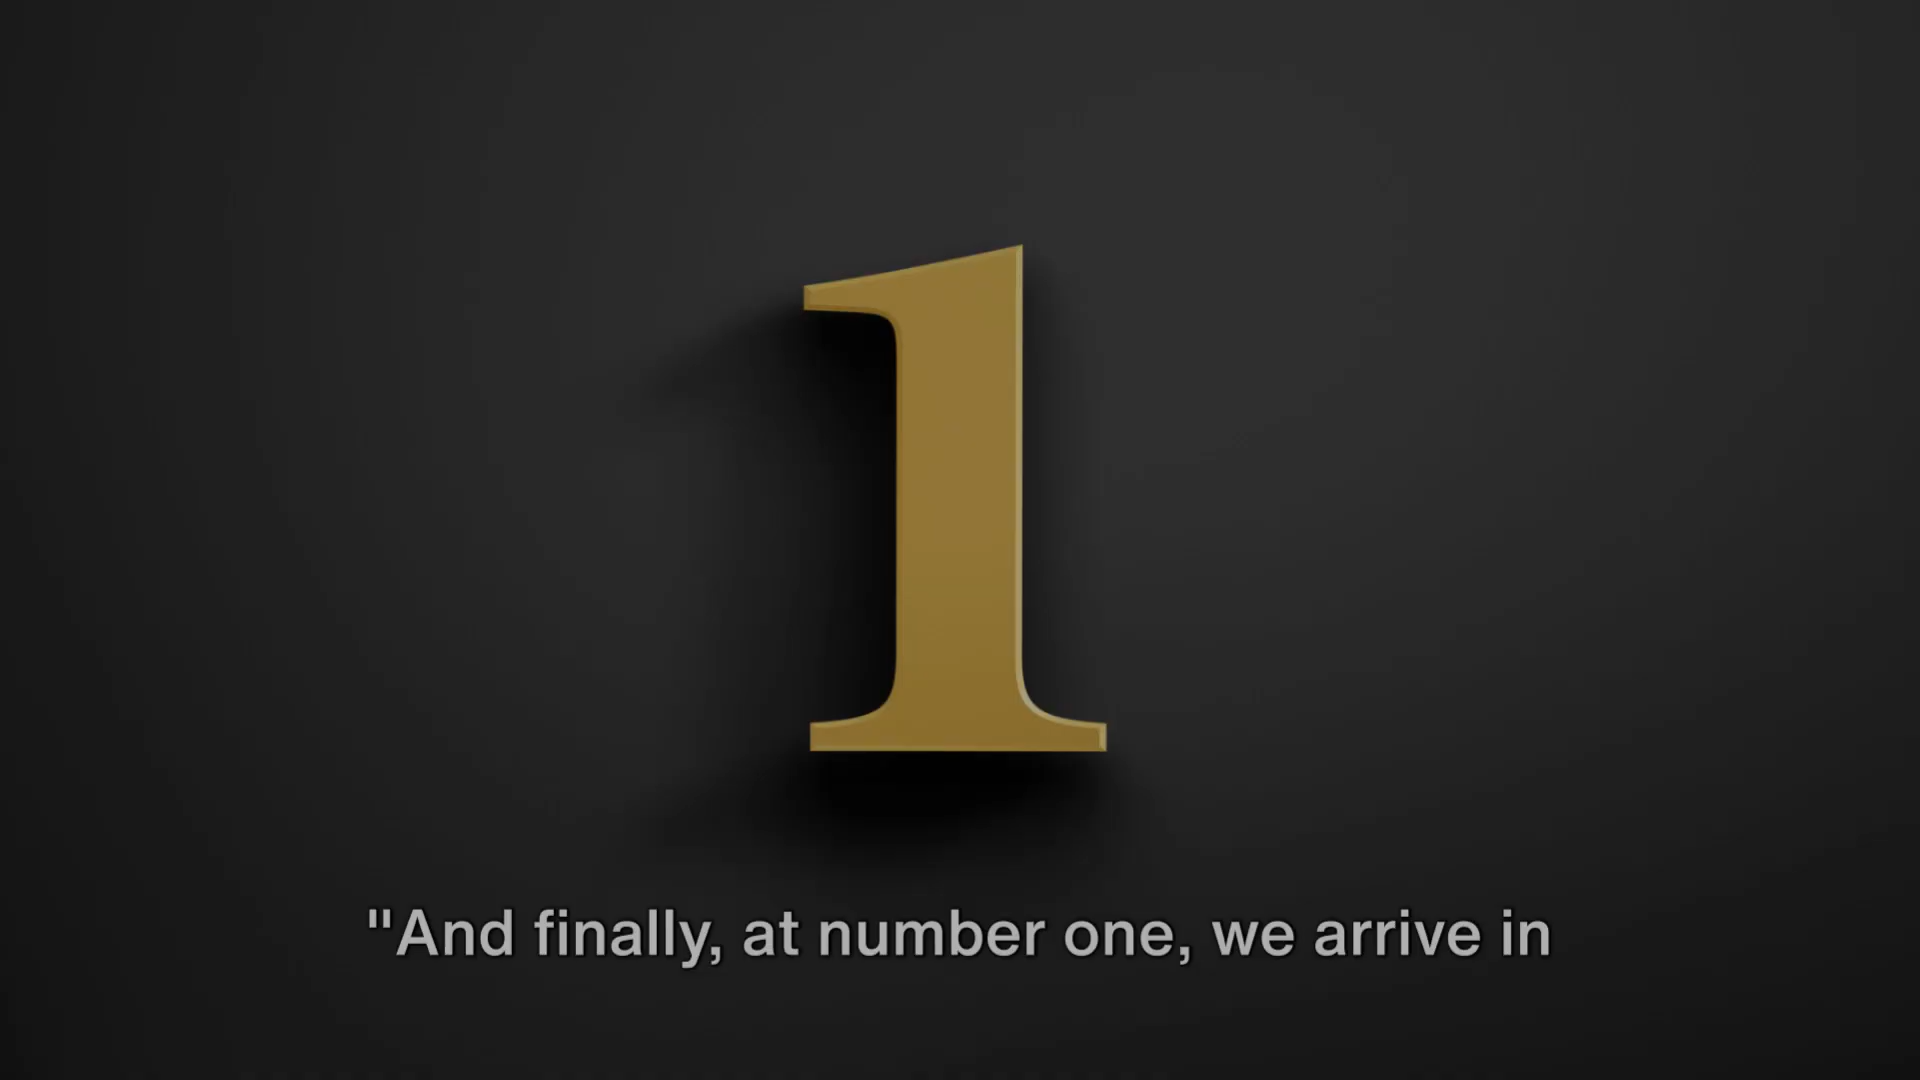 1
"And finally, at number one, we arrive in